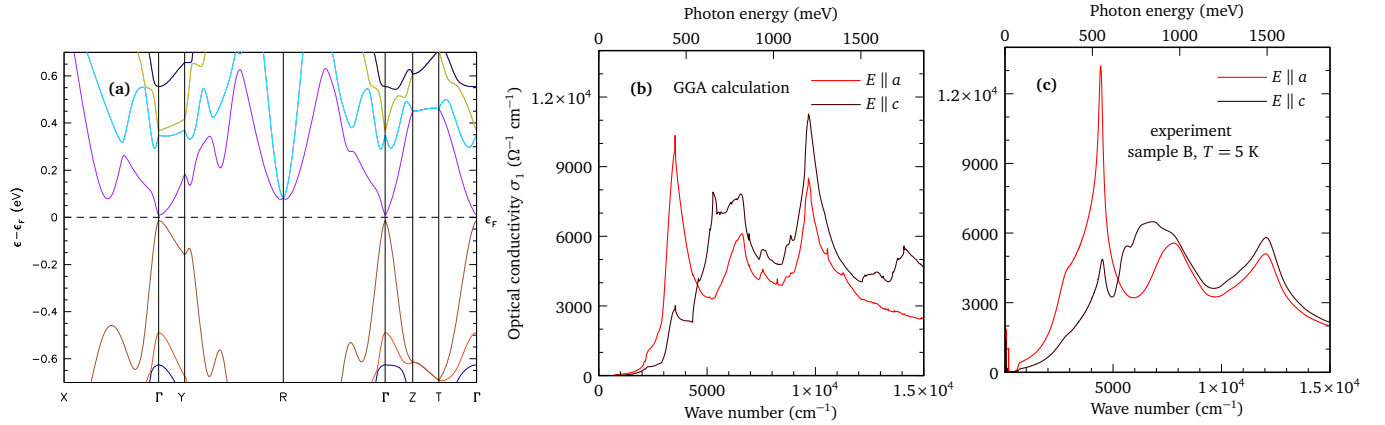 (a)
ϵ−ϵF (eV)
0.6
0.4
0.2
0
−0.2
−0.4
−0.6
ϵF
X Γ Y R Γ Z T Γ
Photon energy (meV)
0 500 1000 1500
(b) GGA calculation
E ∥ a
E ∥ c
Optical conductivity σ1 (Ω−1 cm−1)
1.2×10^4
9000
6000
3000
0
0 5000 1×10^4 1.5×10^4
Wave number (cm−1)
Photon energy (meV)
0 500 1000 1500
(c)
E ∥ a
E ∥ c
experiment
sample B, T = 5 K
1.2×10^4
9000
6000
3000
0
5000 1×10^4 1.5×10^4
Wave number (cm−1)